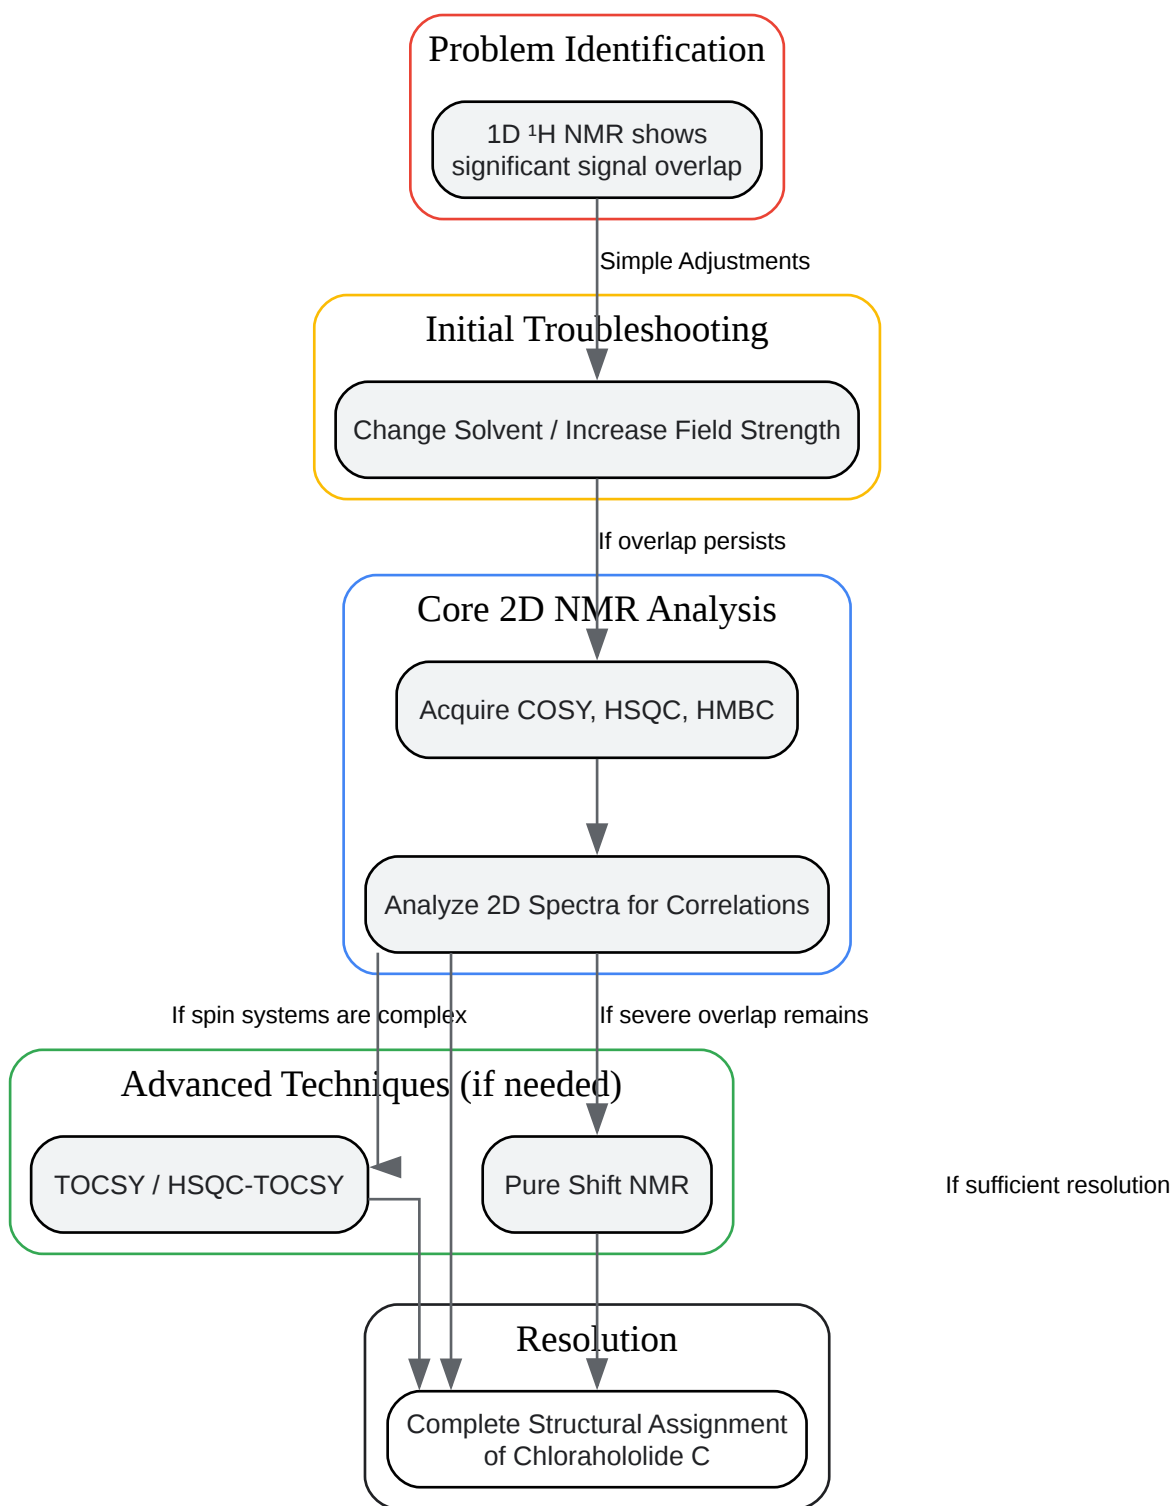 Problem Identification
1D ¹H NMR shows
significant signal overlap
Simple Adjustments
Initial Troubleshooting
Change Solvent / Increase Field Strength
If overlap persists
Core 2D NMR Analysis
Acquire COSY, HSQC, HMBC
Analyze 2D Spectra for Correlations
If spin systems are complex
If severe overlap remains
Advanced Techniques (if needed)
TOCSY / HSQC-TOCSY
Pure Shift NMR
If sufficient resolution
Resolution
Complete Structural Assignment
of Chlorahololide C